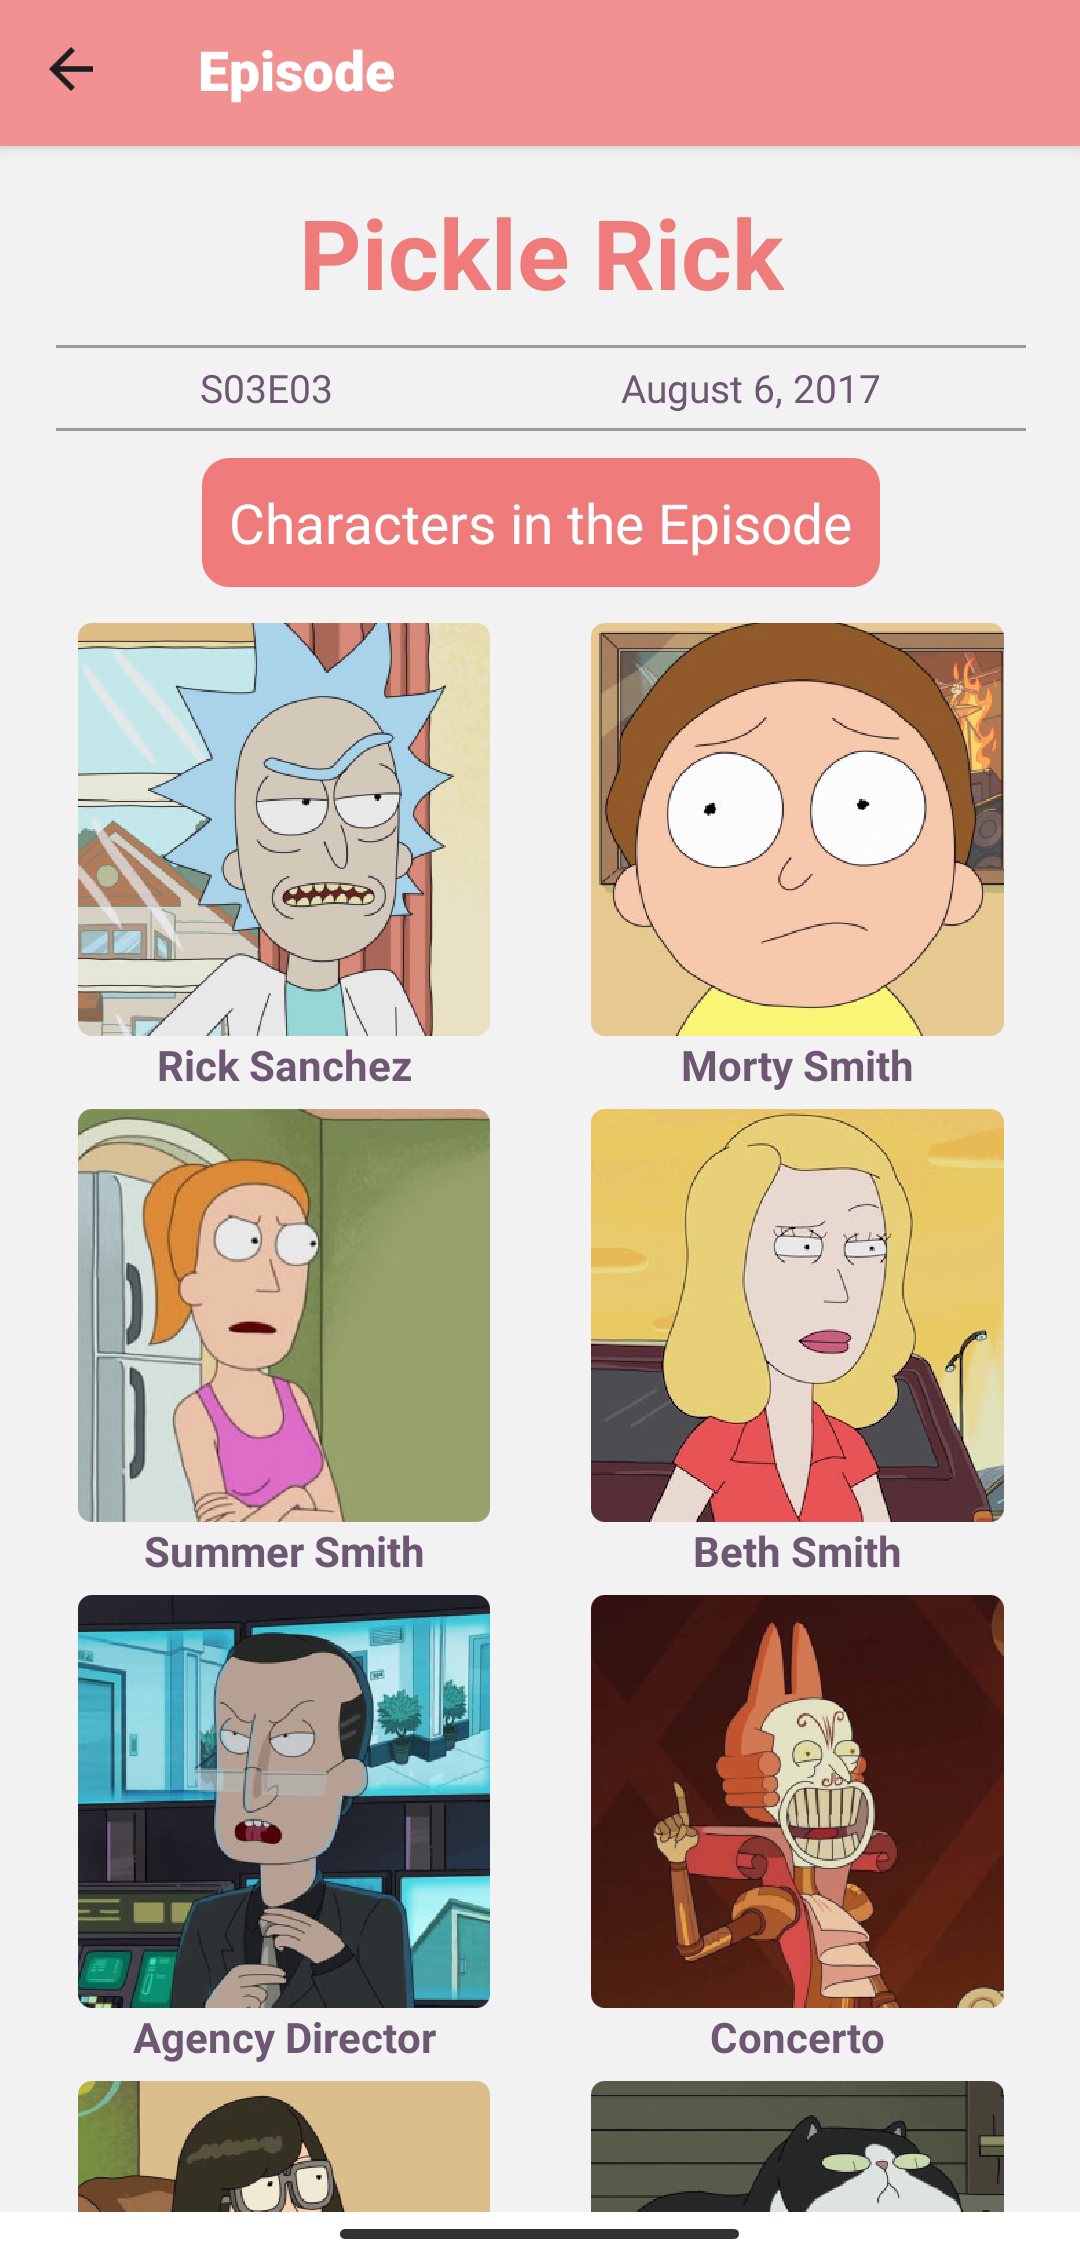 Episode
Pickle Rick
S03E03
August 6, 2017
Characters in the Episode
Rick Sanchez
Morty Smith
Summer Smith
Beth Smith
Agency Director
Concerto